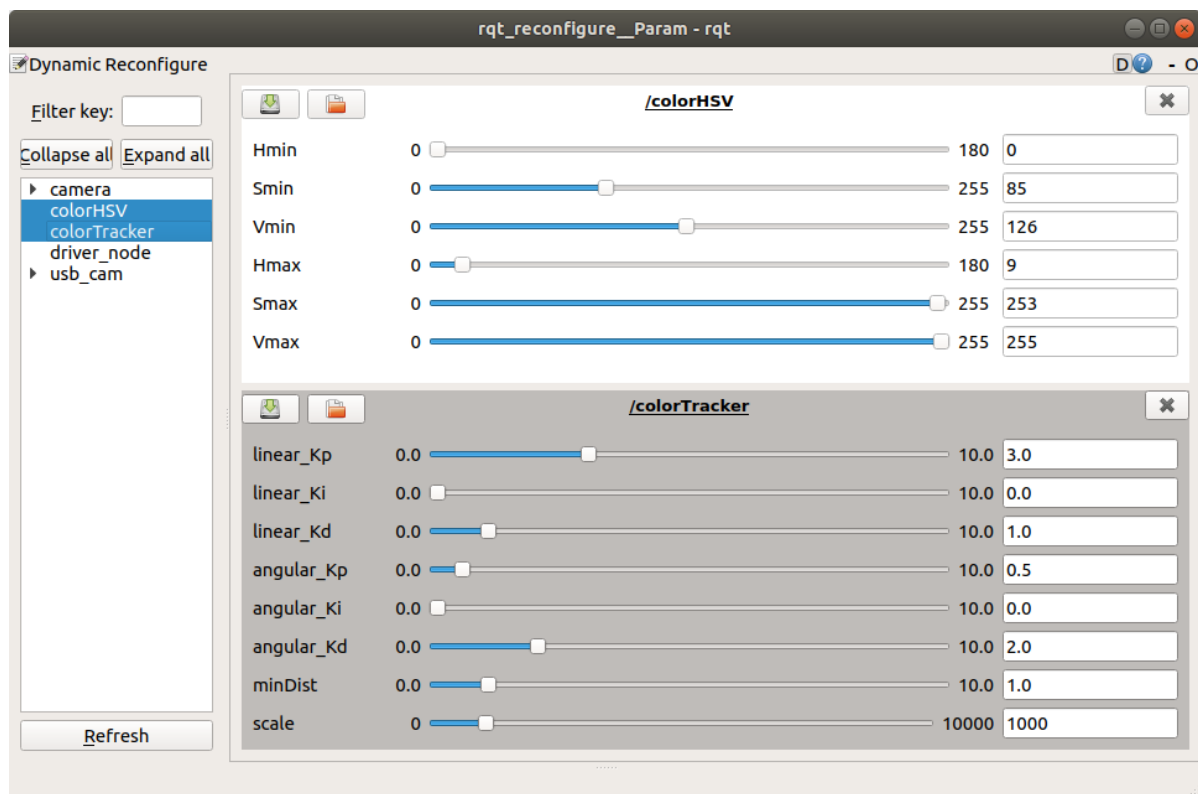 rqt_reconfigure__Param - rqt
Dynamic Reconfigure
D? - O
Filter key:
Collapse all Expand all
camera
colorHSV
colorTracker
driver_node
usb_cam
Refresh
/colorHSV
Hmin 0 180 0
Smin 0 255 85
Vmin 0 255 126
Hmax 0 180 9
Smax 0 255 253
Vmax 0 255 255
/colorTracker
linear_Kp 0.0 10.0 3.0
linear_Ki 0.0 10.0 0.0
linear_Kd 0.0 10.0 1.0
angular_Kp 0.0 10.0 0.5
angular_Ki 0.0 10.0 0.0
angular_Kd 0.0 10.0 2.0
minDist 0.0 10.0 1.0
scale 0 10000 1000